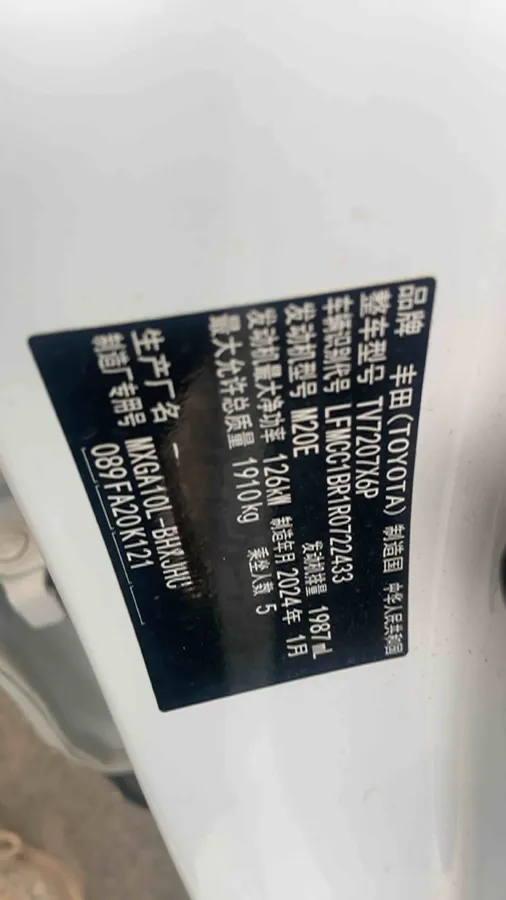 品牌 丰田(TOYOTA) 制造国 中华人民共和国
整车型号 TV7207X6P
车辆识别代号 LFMCC1BR1R0722433
发动机型号 M20E 发动机排量 1987mL
发动机最大净功率 126kW 制造年月 2024年 1月
最大允许总质量 1910kg 乘坐人数 5
生产厂名 一
制造厂专用号 MXGA10L-BHXJHC
089FA20K121